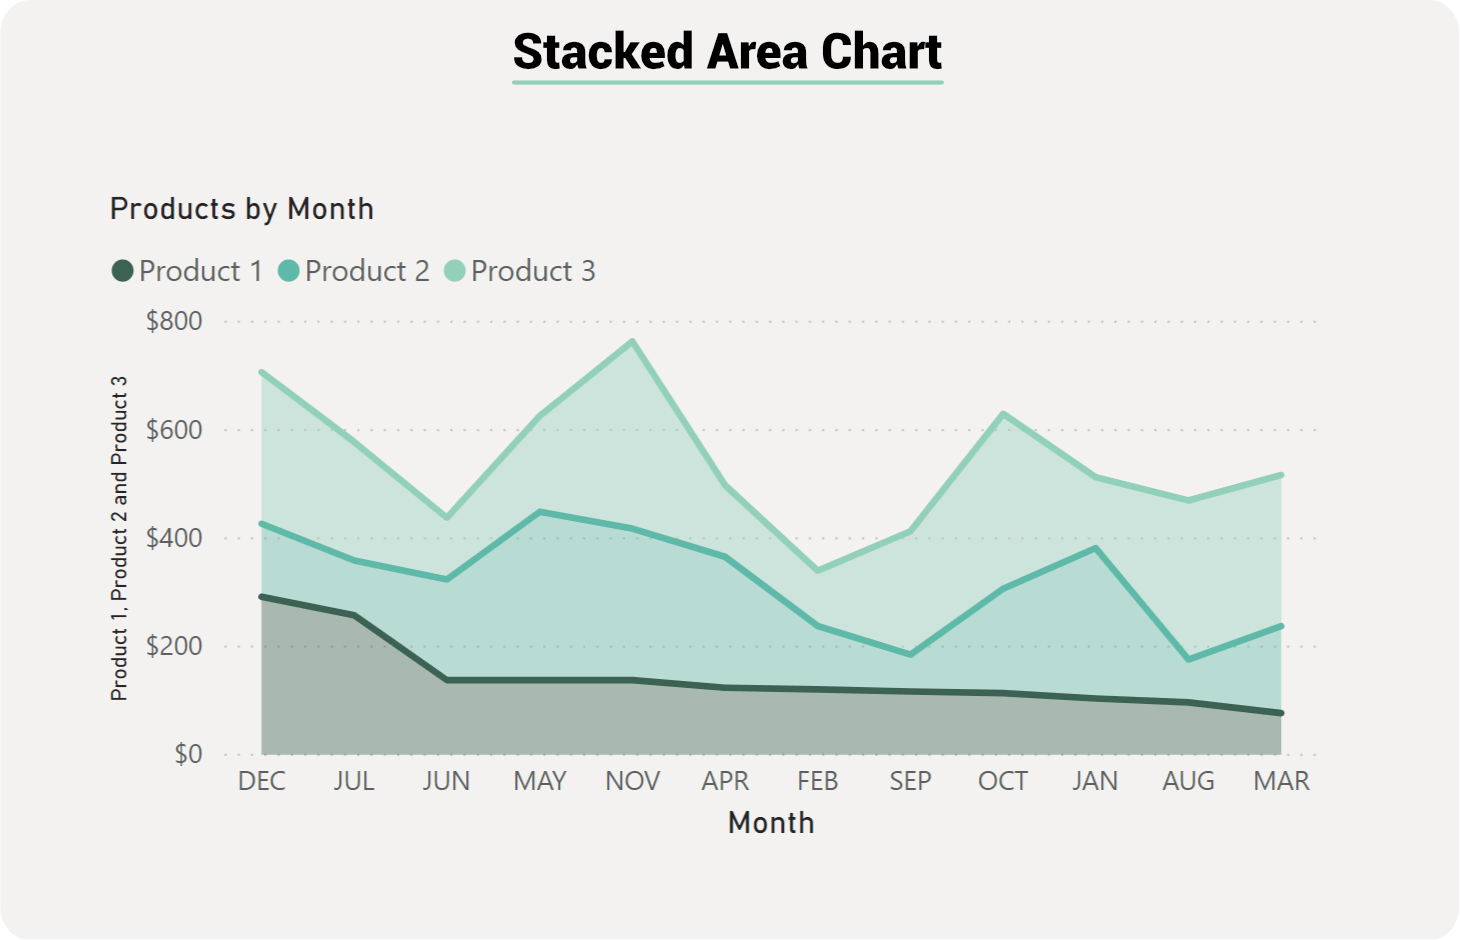 Stacked Area Chart
Products by Month
Product 1 Product 2 Product 3
Product 1, Product 2 and Product 3
$800
$600
$400
$200
$0
DEC JUL JUN MAY NOV APR FEB SEP OCT JAN AUG MAR
Month